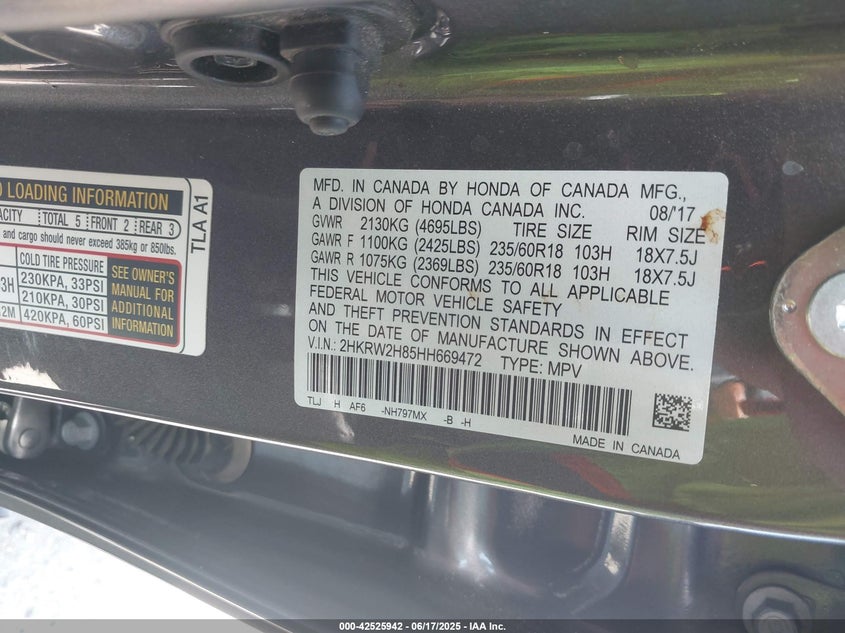 O LOADING INFORMATION
ACITY TOTAL 5 FRONT 2 REAR 3
and cargo should never exceed 385kg or 850lbs.
COLD TIRE PRESSURE
3H 230KPA, 33PSI
210KPA, 30PSI
2M 420KPA, 60PSI
SEE OWNER'S
MANUAL FOR
ADDITIONAL
INFORMATION
TLA A1
MFD. IN CANADA BY HONDA OF CANADA MFG.,
A DIVISION OF HONDA CANADA INC. 08/'17
GVWR 2130KG (4695LBS) TIRE SIZE RIM SIZE
GAWR F 1100KG (2425LBS) 235/60R18 103H 18X7.5J
GAWR R 1075KG (2369LBS) 235/60R18 103H 18X7.5J
THIS VEHICLE CONFORMS TO ALL APPLICABLE
FEDERAL MOTOR VEHICLE SAFETY
AND THEFT PREVENTION STANDARDS IN EFFECT
ON THE DATE OF MANUFACTURE SHOWN ABOVE.
V.I.N.: 2HKRW2H85HH669472 TYPE: MPV
TLJ H AF6 -NH797MX -B -H
MADE IN CANADA
000-42525942 - 06/17/2025 - IAA Inc.